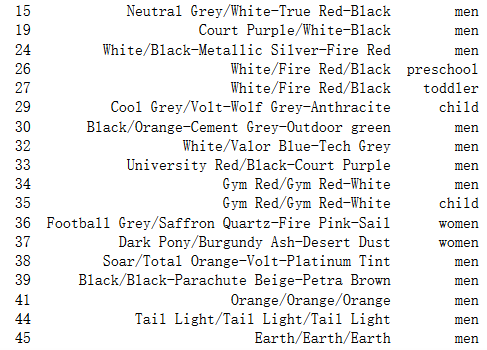 15 Neutral Grey/White-True Red-Black men
19 Court Purple/White-Black men
24 White/Black-Metallic Silver-Fire Red men
26 White/Fire Red/Black preschool
27 White/Fire Red/Black toddler
29 Cool Grey/Volt-Wolf Grey-Anthracite child
30 Black/Orange-Cement Grey-Outdoor green men
32 White/Valor Blue-Tech Grey men
33 University Red/Black-Court Purple men
34 Gym Red/Gym Red-White men
35 Gym Red/Gym Red-White child
36 Football Grey/Saffron Quartz-Fire Pink-Sail women
37 Dark Pony/Burgundy Ash-Desert Dust women
38 Soar/Total Orange-Volt-Platinum Tint men
39 Black/Black-Parachute Beige-Petra Brown men
41 Orange/Orange/Orange men
44 Tail Light/Tail Light/Tail Light men
45 Earth/Earth/Earth men